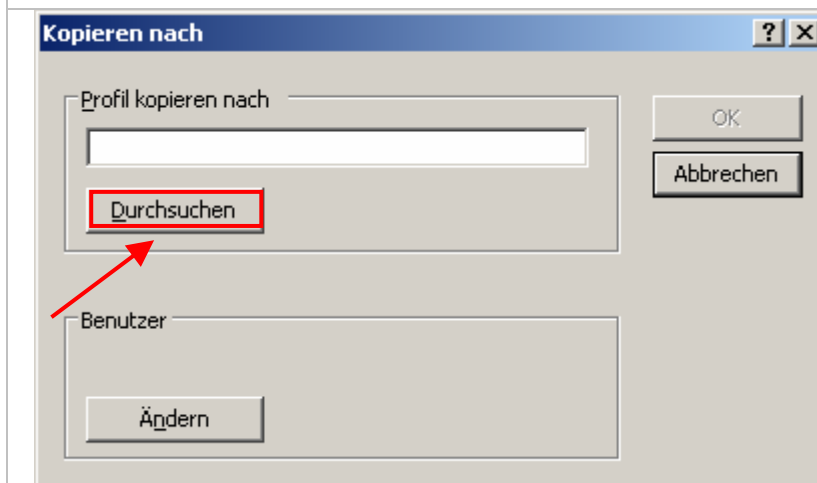 Kopieren nach
Profil kopieren nach
OK
Abbrechen
Durchsuchen
Benutzer
Ändern